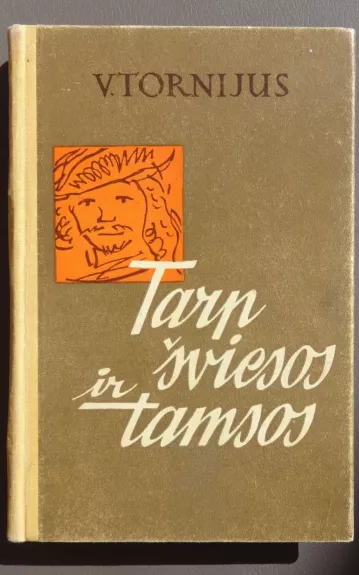 V. TORNIJUS
Tarp
šviesos
ir
tamsos